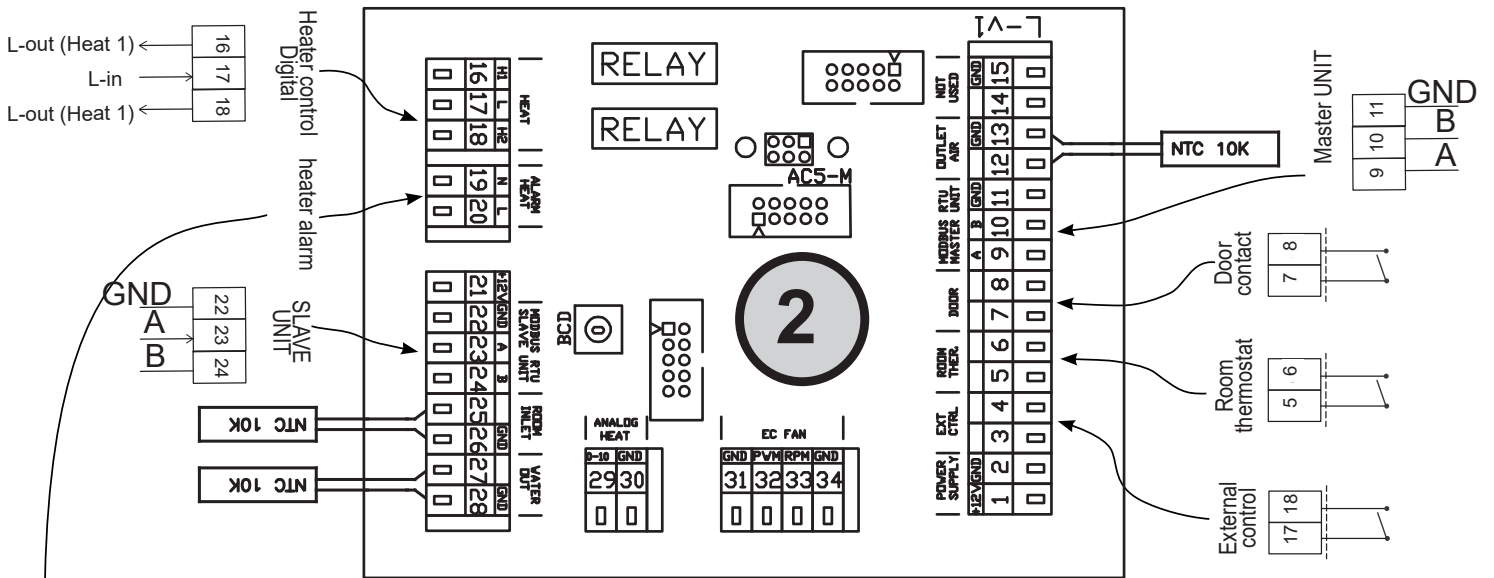 L-out (Heat 1)
L-in
L-out (Heat 1)
16
17
18
Heater control
Digital
heater alarm
GND
A
B
22
23
24
SLAVE
UNIT
NTC 10K
NTC 10K
16 H1
17 L
18 H2
HEAT
19 N
20 L
ALARM
HEAT
21 +12V
22 GND
23 A
24 B
MODBUS RTU
SLAVE UNIT
25
26 GND
ROOM
INLET
27
28 GND
WATER
OUT
RELAY
RELAY
AC5-M
BCD
0
2
ANALOG
HEAT
0-10 GND
29 30
EC FAN
GND PWM RPM GND
31 32 33 34
L-V1
NOT
USED
GND 15
14
OUTLET
AIR
GND 13
12
MODBUS RTU
MASTER UNIT
GND 11
B 10
A 9
DOOR
8
7
ROOM
THER.
6
5
EXT
CTRL
4
3
POWER
SUPPLY
GND 2
+12V 1
NTC 10K
Master UNIT
11
10
9
GND
B
A
Door
contact
8
7
Room
thermostat
6
5
External
control
18
17